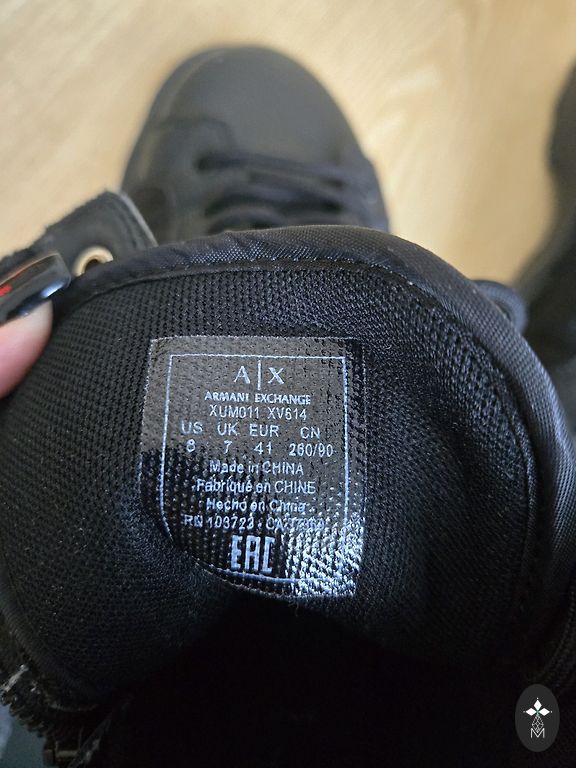 A|X
ARMANI EXCHANGE
XUM011 XV614
US UK EUR CN
8 7 41 260/90
Made in CHINA
Fabriqué en CHINE
Hecho en China
RN 103723
EAC
M